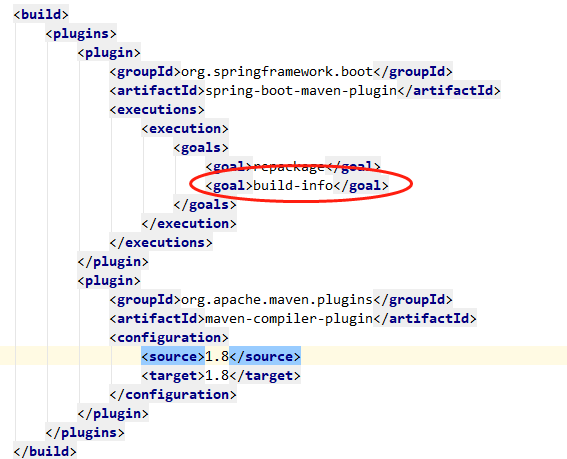 <build>
<plugins>
<plugin>
<groupId>org.springframework.boot</groupId>
<artifactId>spring-boot-maven-plugin</artifactId>
<executions>
<execution>
<goals>
<goal>repackage</goal>
<goal>build-info</goal>
</goals>
</execution>
</executions>
</plugin>
<plugin>
<groupId>org.apache.maven.plugins</groupId>
<artifactId>maven-compiler-plugin</artifactId>
<configuration>
<source>1.8</source>
<target>1.8</target>
</configuration>
</plugin>
</plugins>
</build>